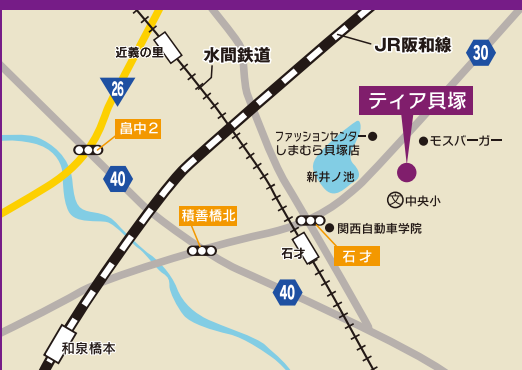 近義の里
水間鉄道
JR阪和線
30
26
ティア貝塚
畠中2
ファッションセンター
しまむら貝塚店
モスバーガー
新井ノ池
40
文
中央小
積善橋北
関西自動車学院
石才
石才
40
和泉橋本